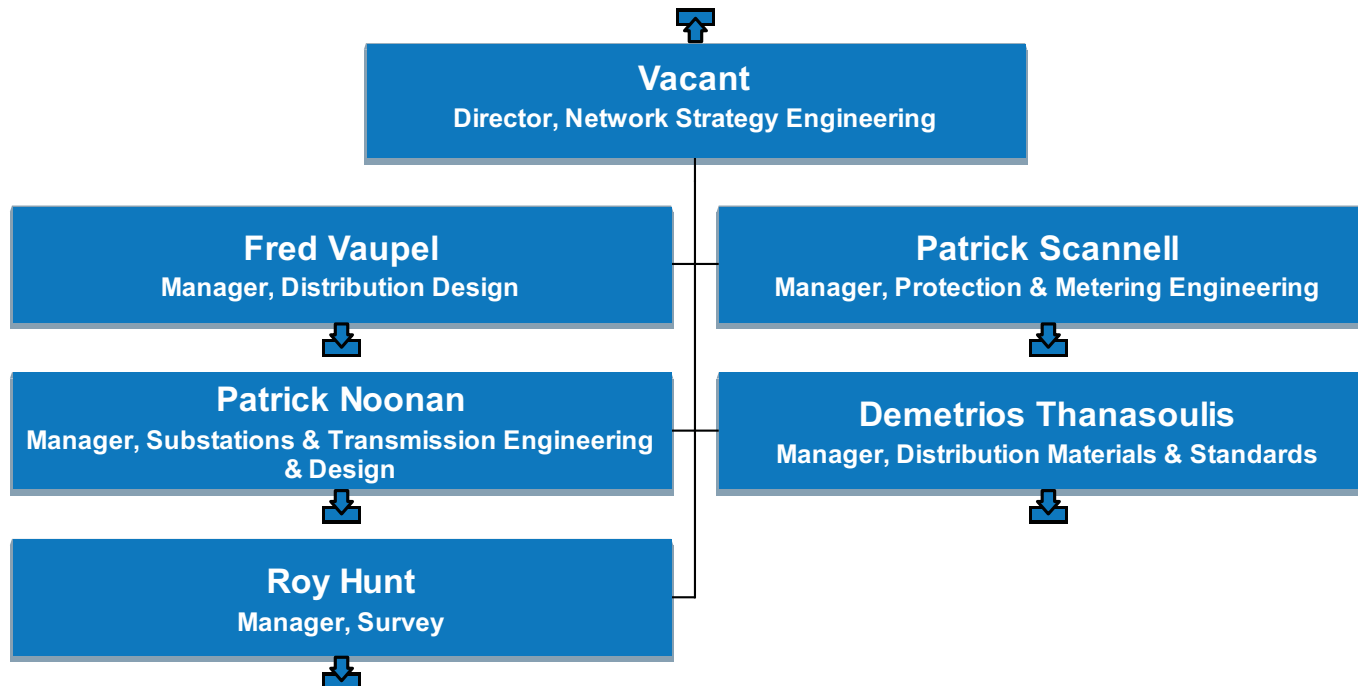 Vacant
Director, Network Strategy Engineering
Fred Vaupel
Manager, Distribution Design
Patrick Scannell
Manager, Protection & Metering Engineering
Patrick Noonan
Manager, Substations & Transmission Engineering
& Design
Demetrios Thanasoulis
Manager, Distribution Materials & Standards
Roy Hunt
Manager, Survey